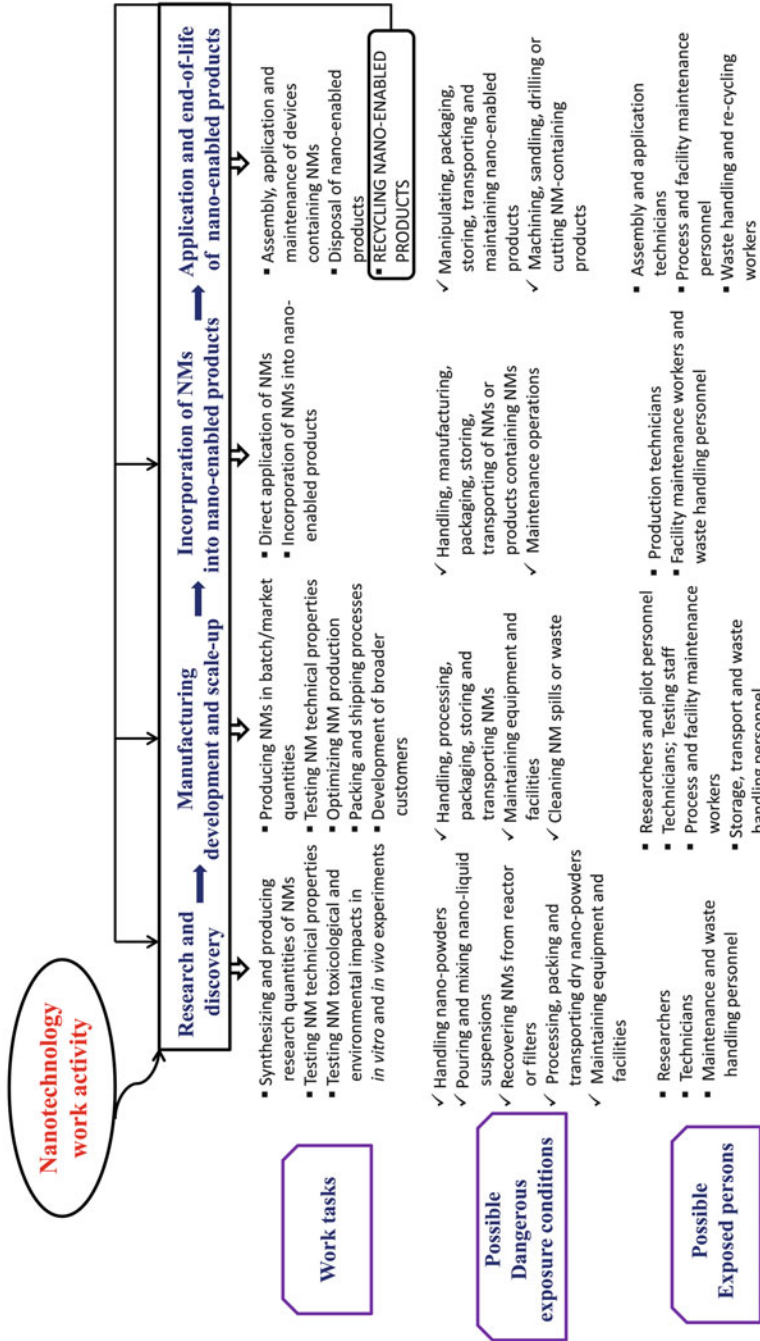 Nanotechnology
work activity
Research and
discovery
Manufacturing
development and scale-up
Incorporation of NMs
into nano-enabled products
Application and end-of-life
of nano-enabled products
Work tasks
▪ Synthesizing and producing
research quantities of NMs
▪ Testing NM technical properties
▪ Testing NM toxicological and
environmental impacts in
in vitro and in vivo experiments
▪ Producing NMs in batch/market
quantities
▪ Testing NM technical properties
▪ Optimizing NM production
▪ Packing and shipping processes
▪ Development of broader
customers
▪ Direct application of NMs
▪ Incorporation of NMs into nano-
enabled products
▪ Assembly, application and
maintenance of devices
containing NMs
▪ Disposal of nano-enabled
products
▪ RECYCLING NANO-ENABLED
PRODUCTS
Possible
Dangerous
exposure conditions
✓ Handling nano-powders
✓ Pouring and mixing nano-liquid
suspensions
✓ Recovering NMs from reactor
or filters
✓ Processing, packing and
transporting dry nano-powders
✓ Maintaining equipment and
facilities
✓ Handling, processing,
packaging, storing and
transporting NMs
✓ Maintaining equipment and
facilities
✓ Cleaning NM spills or waste
✓ Handling, manufacturing,
packaging, storing,
transporting of NMs or
products containing NMs
✓ Maintenance operations
✓ Manipulating, packaging,
storing, transporting and
maintaining nano-enabled
products
✓ Machining, sandling, drilling or
cutting NM-containing
products
Possible
Exposed persons
▪ Researchers
▪ Technicians
▪ Maintenance and waste
handling personnel
▪ Researchers and pilot personnel
▪ Technicians; Testing staff
▪ Process and facility maintenance
workers
▪ Storage, transport and waste
handling personnel
▪ Production technicians
▪ Facility maintenance workers and
waste handling personnel
▪ Assembly and application
technicians
▪ Process and facility maintenance
personnel
▪ Waste handling and re-cycling
workers